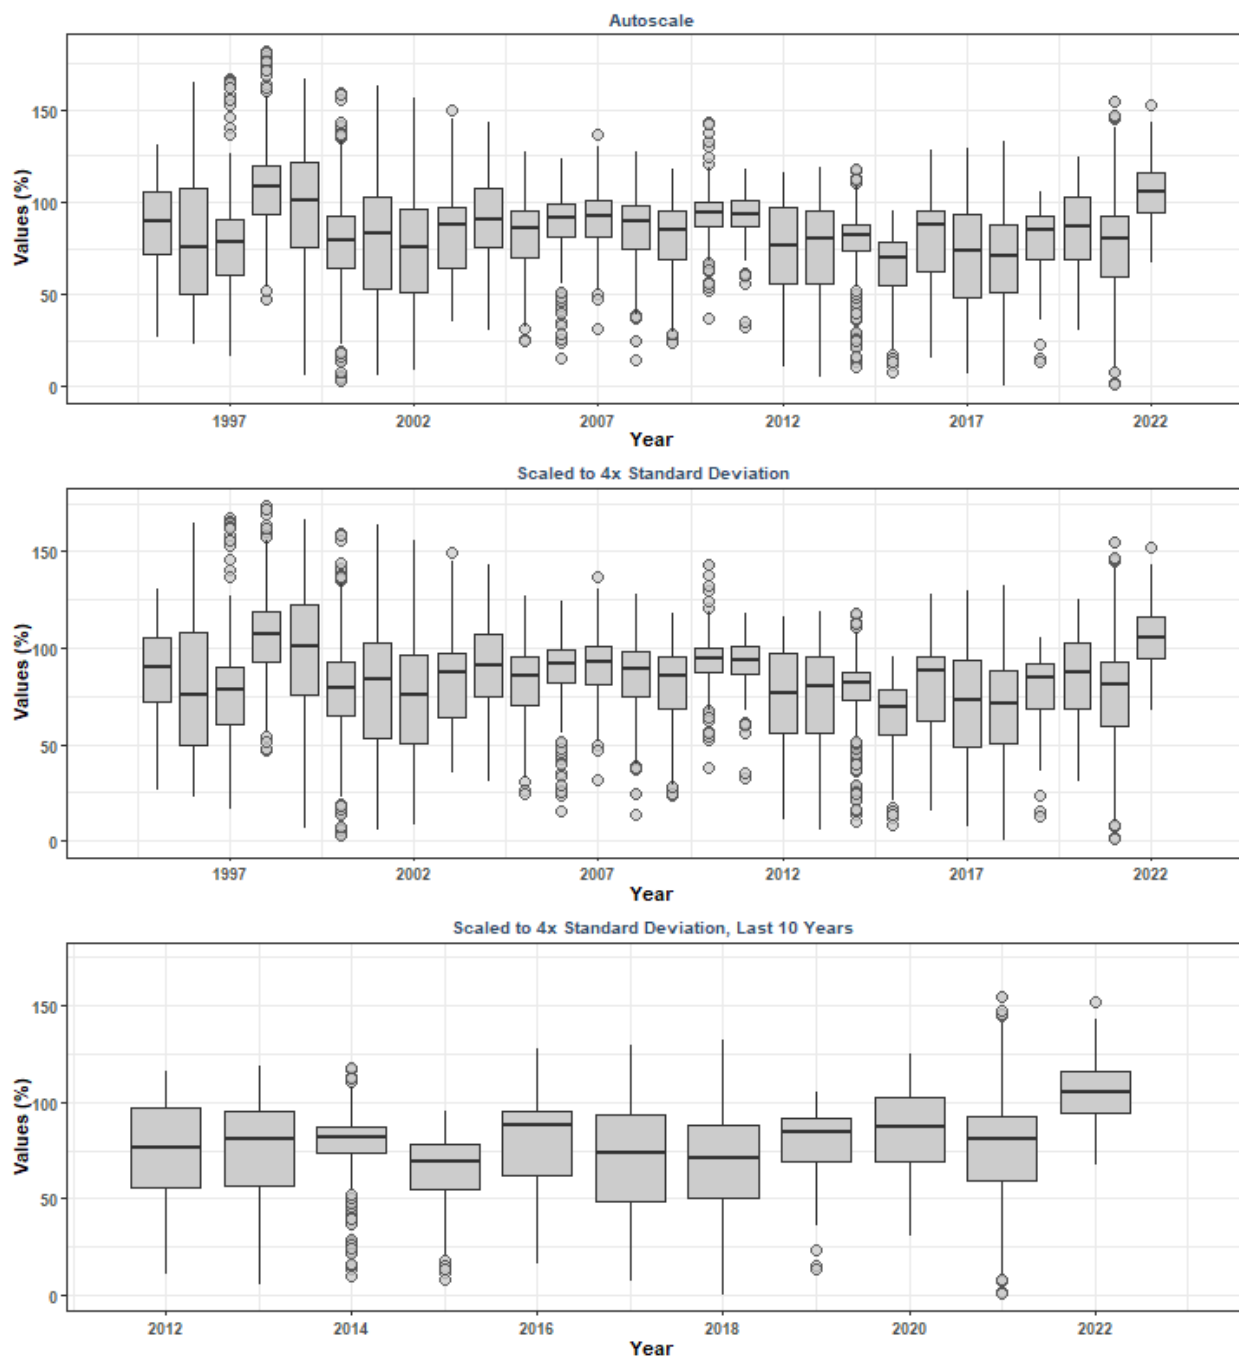 Autoscale
Values (%)
150
100
50
0
1997 2002 2007 2012 2017 2022
Year
Scaled to 4x Standard Deviation
Values (%)
150
100
50
0
1997 2002 2007 2012 2017 2022
Year
Scaled to 4x Standard Deviation, Last 10 Years
Values (%)
150
100
50
0
2012 2014 2016 2018 2020 2022
Year